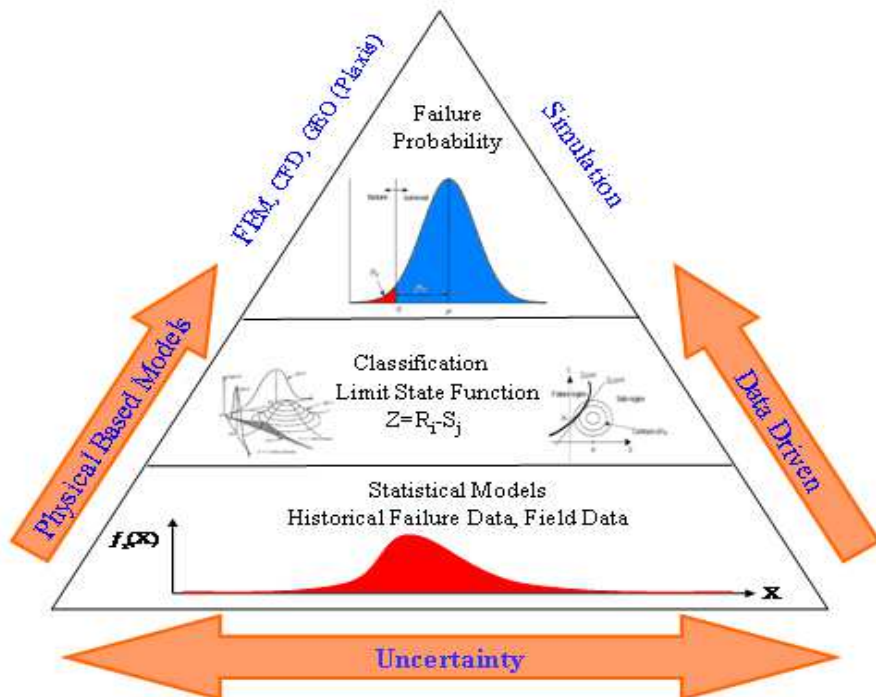 FEM, CFD, GEO (Plaxis)
Simulation
Failure
Probability
Physical Based Models
Data Driven
Classification
Limit State Function
Z=Ri-Sj
Statistical Models
Historical Failure Data, Field Data
fx(X)
X
Uncertainty